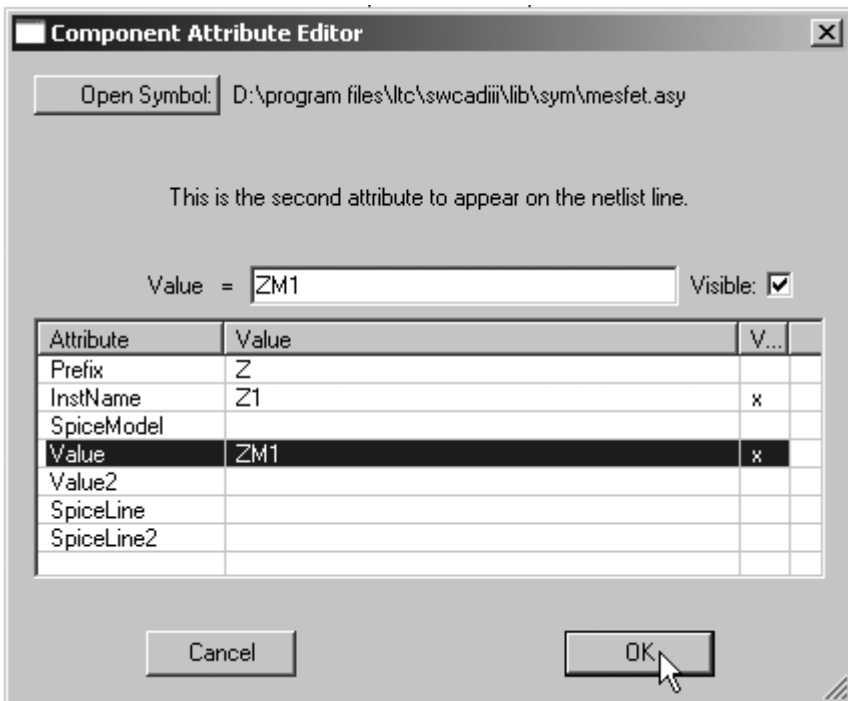 Component Attribute Editor
Open Symbol: D:\program files\ltc\swcadiii\lib\sym\mesfet.asy
This is the second attribute to appear on the netlist line.
Value = ZM1 Visible:
Attribute Value V...
Prefix Z
InstName Z1 x
SpiceModel
Value ZM1 x
Value2
SpiceLine
SpiceLine2
Cancel OK